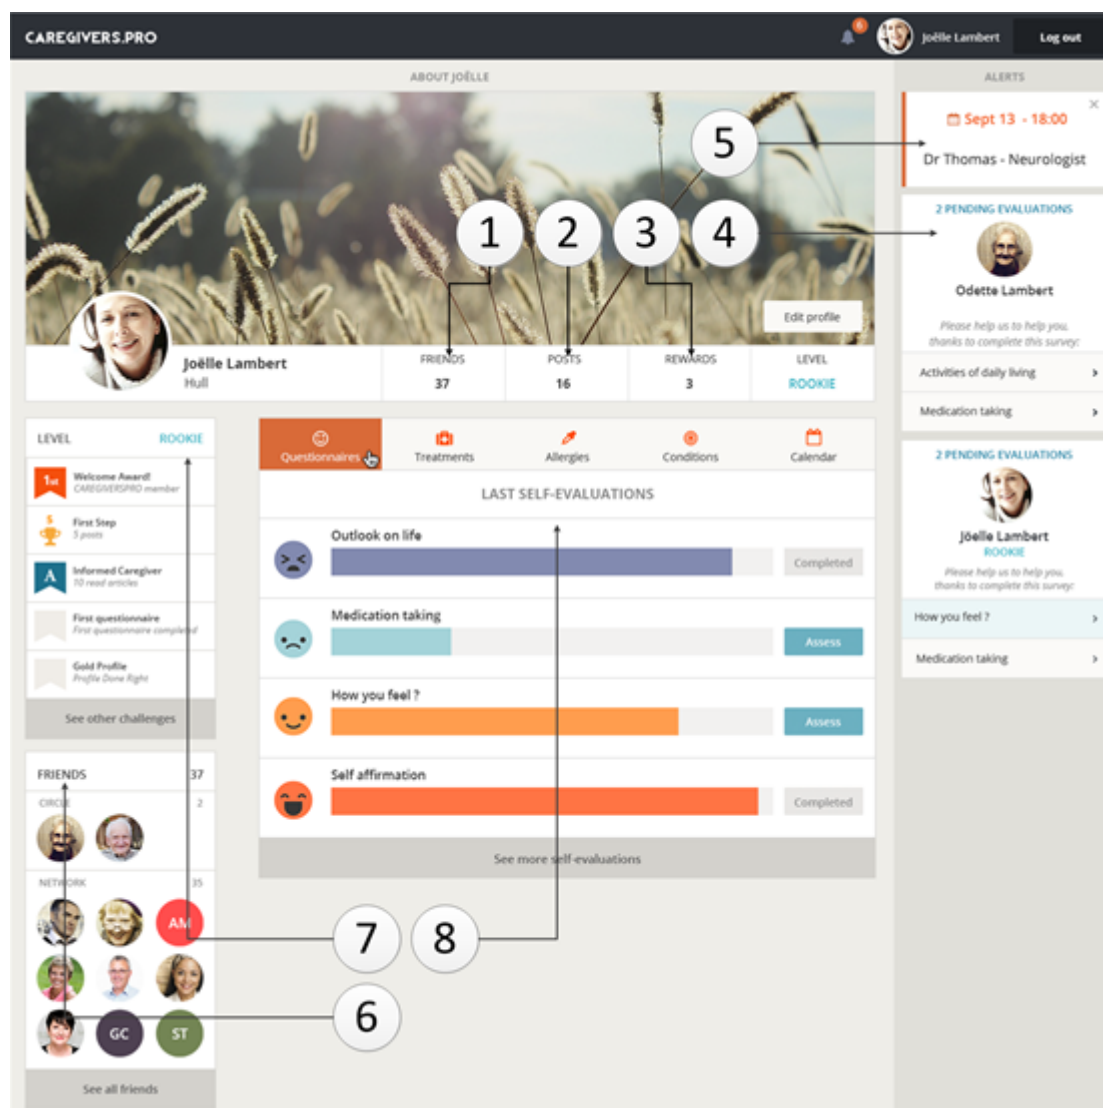 CAREGIVERS.PRO
6
Joëlle Lambert
Log out
ABOUT JOËLLE
5
1
2
3
4
Edit profile
Joëlle Lambert
Hull
FRIENDS
37
POSTS
16
REWARDS
3
LEVEL
ROOKIE
LEVEL ROOKIE
1st
Welcome Award!
CAREGIVERSPRO member
5
First Step
5 posts
A
Informed Caregiver
10 read articles
First questionnaire
First questionnaire completed
Gold Profile
Profile Done Right
See other challenges
FRIENDS 37
CIRCLE 2
NETWORK 35
AM
GC
ST
See all friends
Questionnaires
Treatments
Allergies
Conditions
Calendar
LAST SELF-EVALUATIONS
Outlook on life
Completed
Medication taking
Assess
How you feel ?
Assess
Self affirmation
Completed
See more self-evaluations
7
8
6
ALERTS
Sept 13 - 18:00
Dr Thomas - Neurologist
2 PENDING EVALUATIONS
Odette Lambert
Please help us to help you,
thanks to complete this survey:
Activities of daily living
Medication taking
2 PENDING EVALUATIONS
Jöelle Lambert
ROOKIE
Please help us to help you,
thanks to complete this survey:
How you feel ?
Medication taking